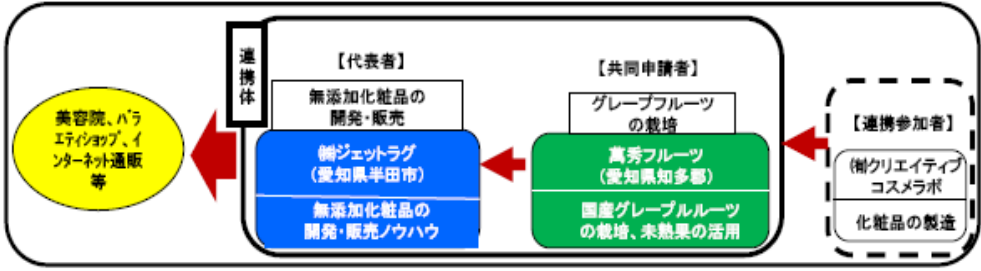 連
携
体
【代表者】
無添加化粧品の
開発・販売
㈱ジェットラグ
(愛知県半田市)
無添加化粧品の
開発・販売ノウハウ
【共同申請者】
グレープフルーツ
の栽培
萬秀フルーツ
(愛知県知多郡)
国産グレープルルーツ
の栽培、未熟果の活用
【連携参加者】
㈲クリエイティブ
コスメラボ
化粧品の製造
美容院、バラ
エティショップ、イ
ンターネット通販
等